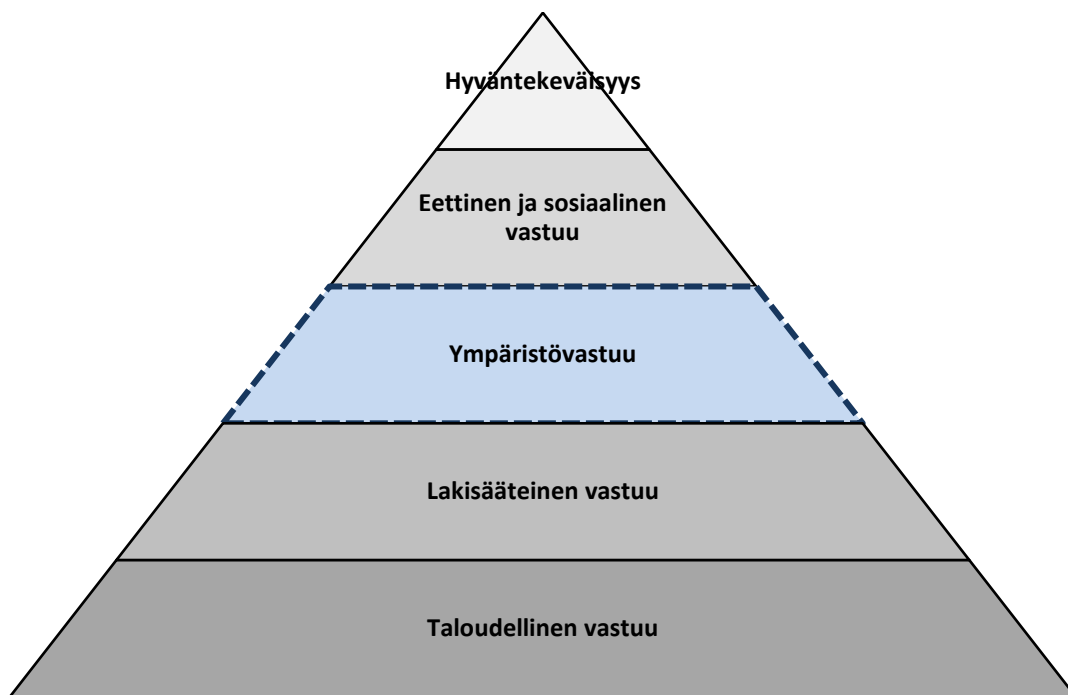 Hyväntekeväisyys
Eettinen ja sosiaalinen
vastuu
Ympäristövastuu
Lakisääteinen vastuu
Taloudellinen vastuu